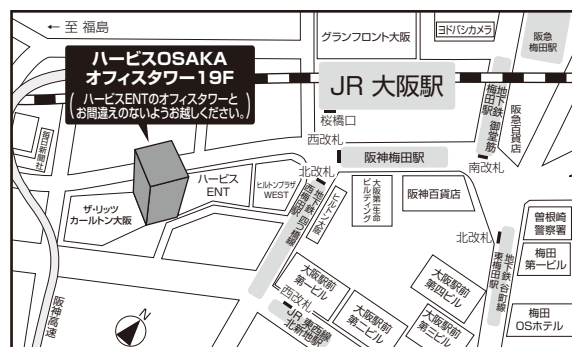 ← 至 福島
ハービスOSAKA
オフィスタワー19F
(ハービスENTのオフィスタワーと
お間違えのないようお越しください。)
グランフロント大阪
ヨドバシカメラ
阪急
梅田駅
JR 大阪駅
桜橋口
西改札
地下鉄 御堂筋
梅田駅
阪急百貨店
南改札
毎日新聞社
ハービス
ENT
ザ・リッツ
カールトン大阪
ヒルトンプラザ
WEST
北改札
地下鉄 四つ橋線
西梅田駅
ヒルトン大阪
阪神梅田駅
大阪第一生命
ビルディング
阪神百貨店
北改札
地下鉄 谷町線
東梅田駅
曽根崎
警察署
梅田
第一ビル
梅田
OSホテル
大阪駅前
第一ビル
大阪駅前
第二ビル
大阪駅前
第三ビル
大阪駅前
第四ビル
西改札
JR 東西線
北新地駅
阪神高速
N